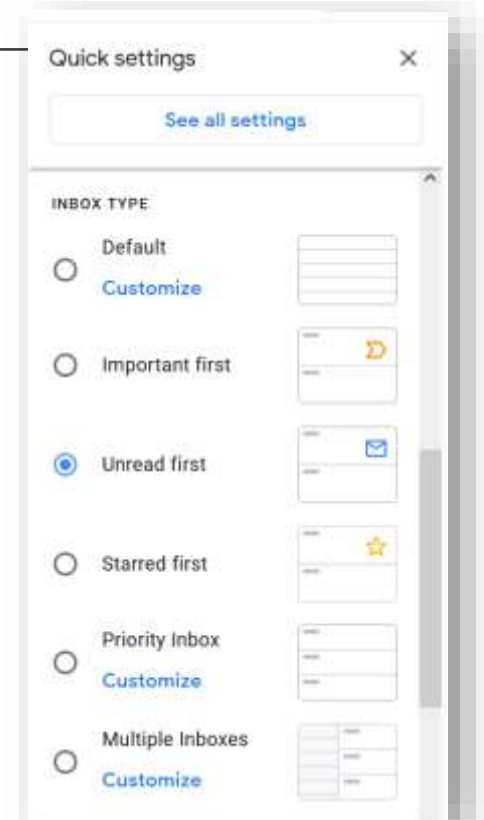 Quick settings
See all settings
INBOX TYPE
Default
Customize
Important first
Unread first
Starred first
Priority Inbox
Customize
Multiple Inboxes
Customize